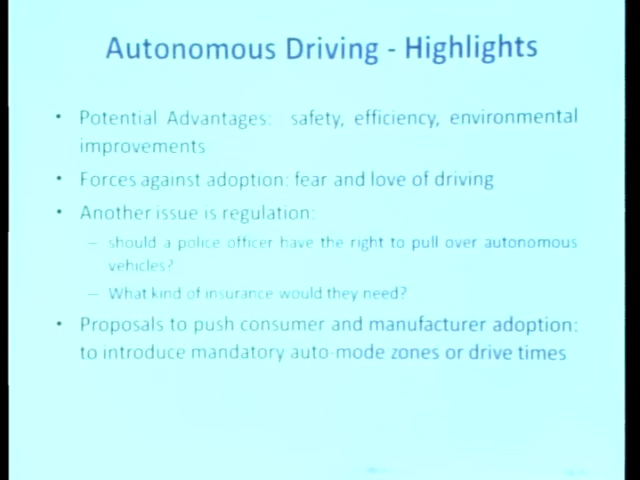 Autonomous Driving - Highlights
• Potential Advantages: safety, efficiency, environmental
improvements
• Forces against adoption: fear and love of driving
• Another issue is regulation:
– should a police officer have the right to pull over autonomous
vehicles?
– What kind of insurance would they need?
• Proposals to push consumer and manufacturer adoption:
to introduce mandatory auto-mode zones or drive times